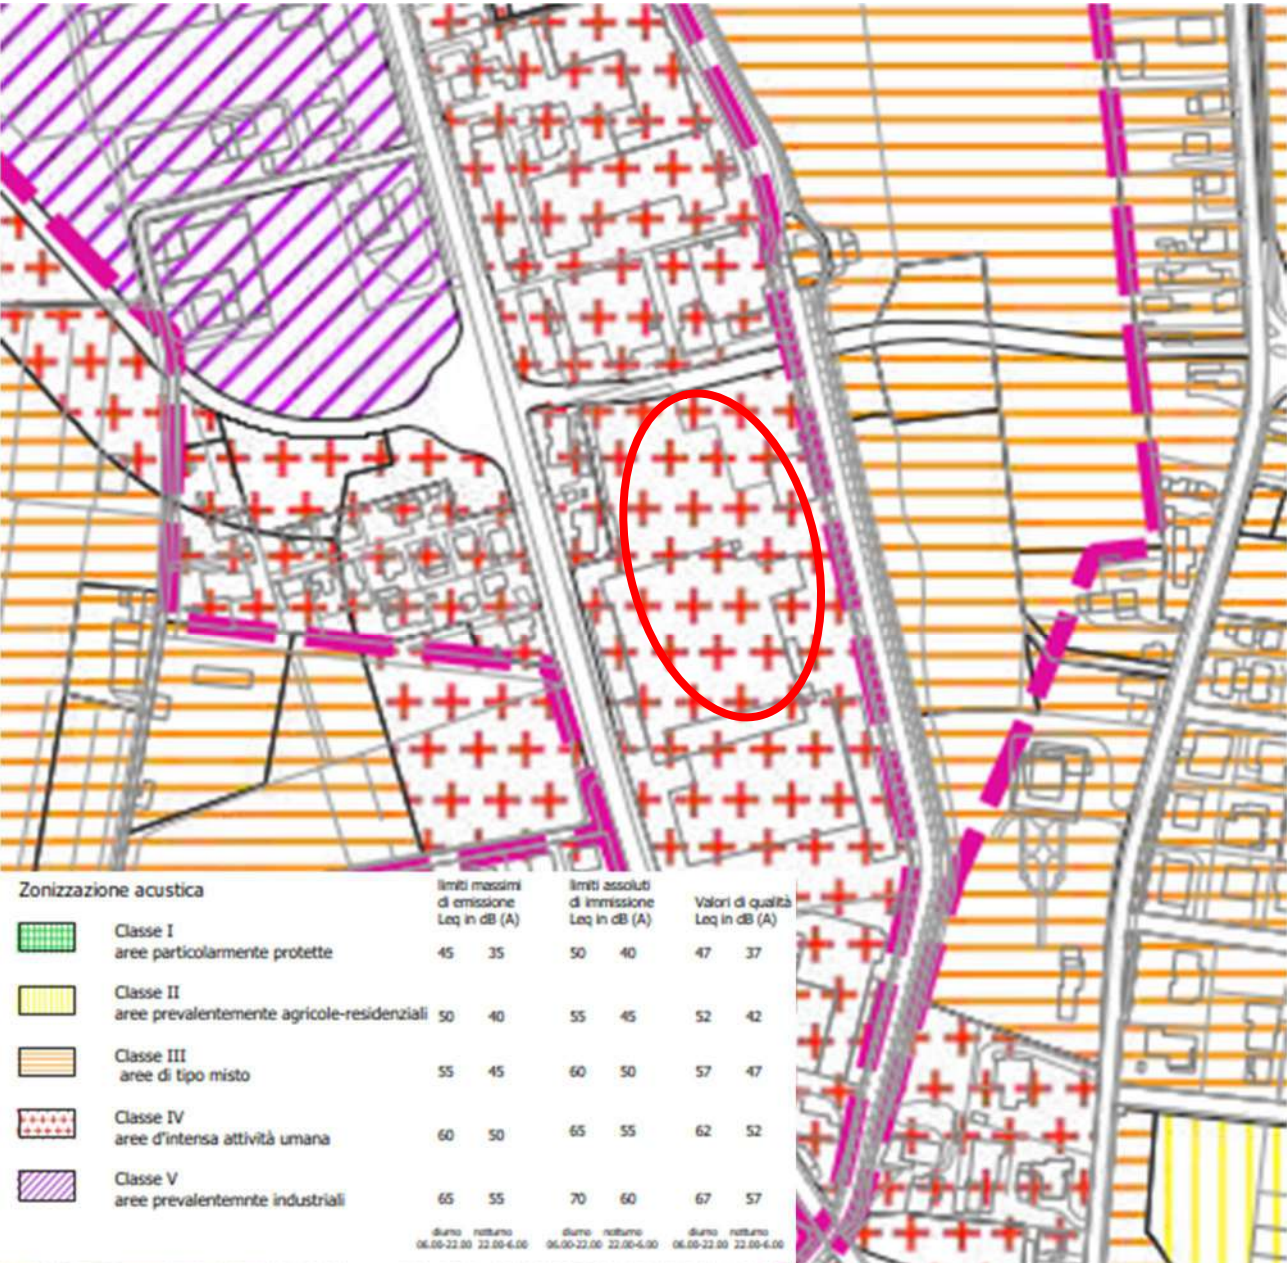 Zonizzazione acustica
limiti massimi di emissione Leq in dB (A)
limiti assoluti di immissione Leq in dB (A)
Valori di qualità Leq in dB (A)
Classe I
aree particolarmente protette 45 35 50 40 47 37
Classe II
aree prevalentemente agricole-residenziali 50 40 55 45 52 42
Classe III
aree di tipo misto 55 45 60 50 57 47
Classe IV
aree d'intensa attività umana 60 50 65 55 62 52
Classe V
aree prevalentemnte industriali 65 55 70 60 67 57
diurno notturno diurno notturno diurno notturno
06.00-22.00 22.00-6.00 06.00-22.00 22.00-6.00 06.00-22.00 22.00-6.00